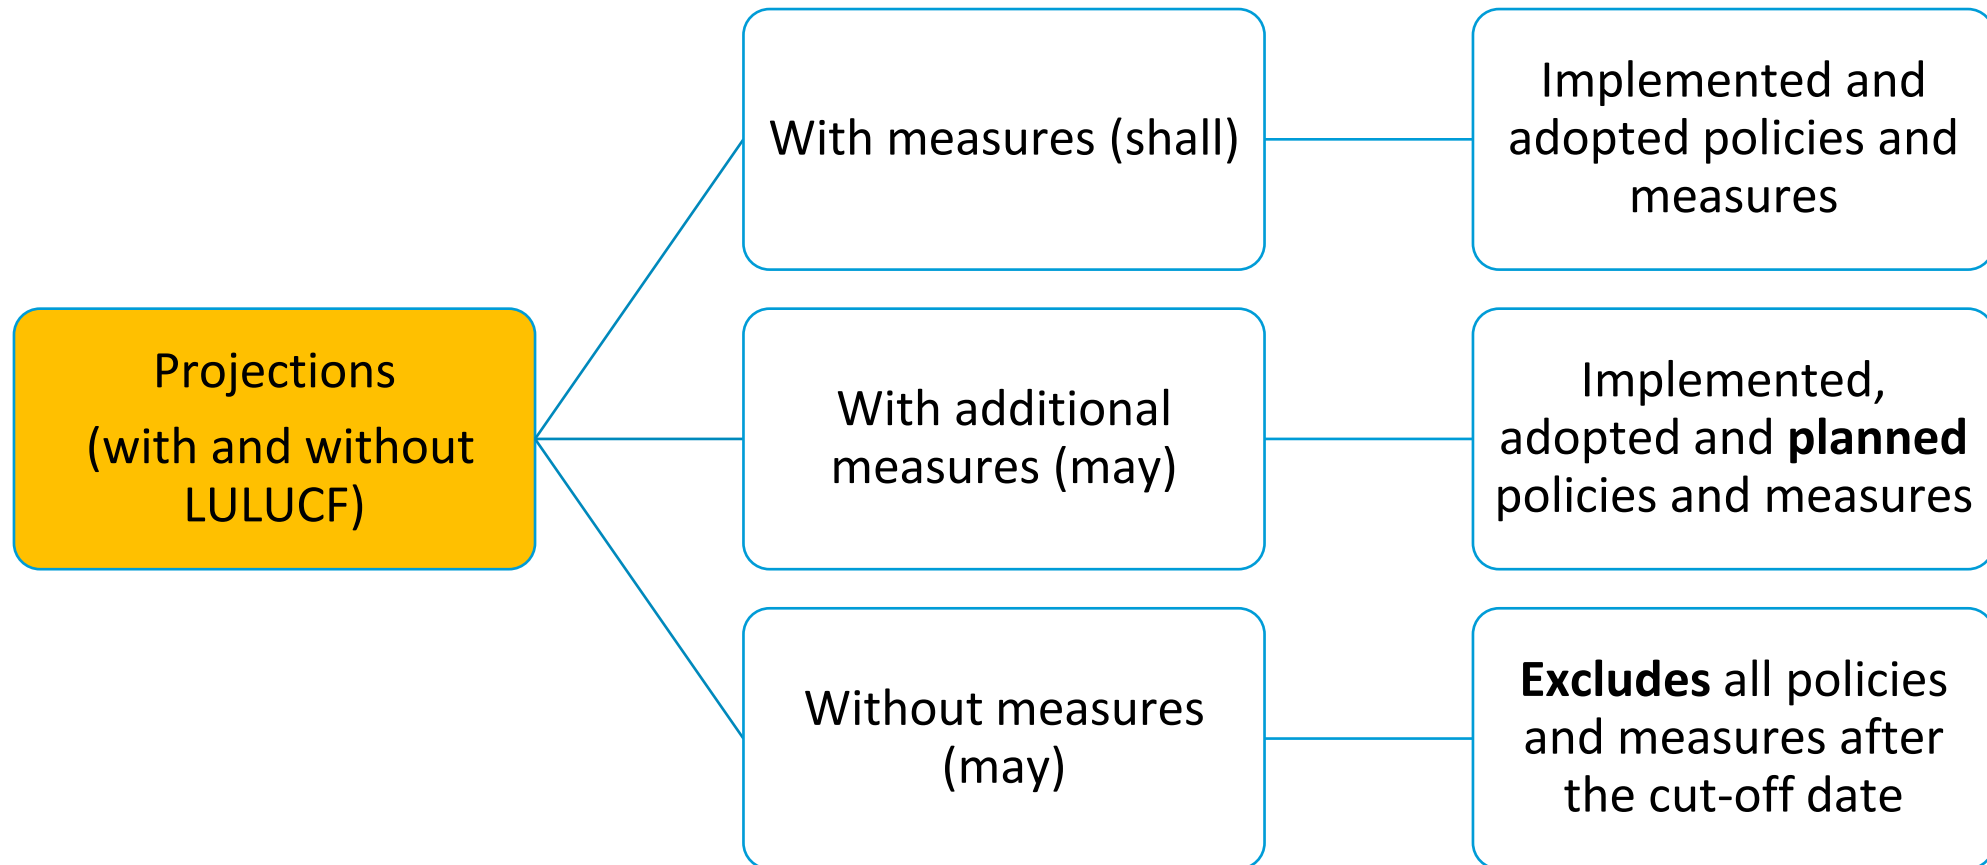 Projections
(with and without
LULUCF)
With measures (shall)
Implemented and
adopted policies and
measures
With additional
measures (may)
Implemented,
adopted and planned
policies and measures
Without measures
(may)
Excludes all policies
and measures after
the cut-off date